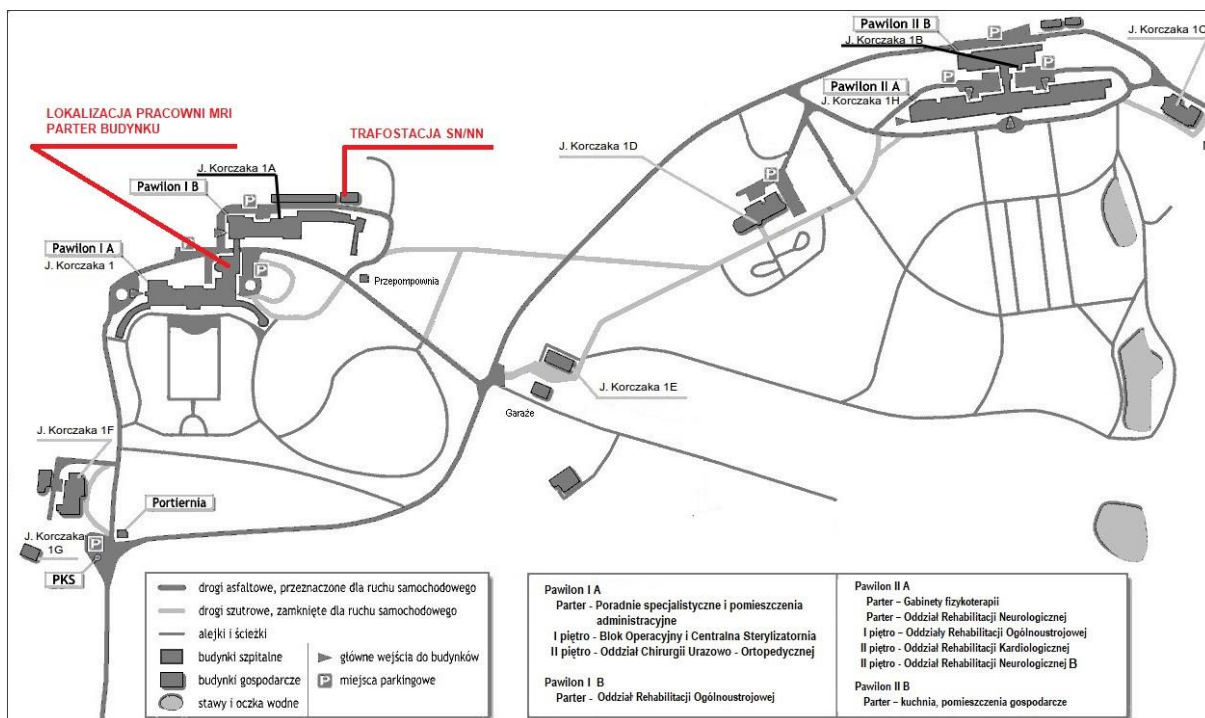 Pawilon II B
J. Korczaka 1B
P
J. Korczaka 1C
P
P
Pawilon II A
J. Korczaka 1H
LOKALIZACJA PRACOWNI MRI
PARTER BUDYNKU
TRAFOSTACJA SN/NN
J. Korczaka 1D
J. Korczaka 1A
Pawilon I B
P
P
Pawilon I A
J. Korczaka 1
P
P
Przepompownia
J. Korczaka 1E
Garaże
J. Korczaka 1F
Portiernia
J. Korczaka
1G
P
PKS
drogi asfaltowe, przeznaczone dla ruchu samochodowego
drogi szutrowe, zamknięte dla ruchu samochodowego
alejki i ścieżki
budynki szpitalne
budynki gospodarcze
stawy i oczka wodne
główne wejścia do budynków
P miejsca parkingowe
Pawilon I A
Parter - Poradnie specjalistyczne i pomieszczenia
administracyjne
I piętro - Blok Operacyjny i Centralna Sterylizatornia
II piętro - Oddział Chirurgii Urazowo - Ortopedycznej
Pawilon I B
Parter - Oddział Rehabilitacji Ogólnoustrojowej
Pawilon II A
Parter – Gabinety fizykoterapii
Parter – Oddział Rehabilitacji Neurologicznej
I piętro – Oddziały Rehabilitacji Ogólnoustrojowej
II piętro - Oddział Rehabilitacji Kardiologicznej
II piętro - Oddział Rehabilitacji Neurologicznej B
Pawilon II B
Parter – kuchnia, pomieszczenia gospodarcze